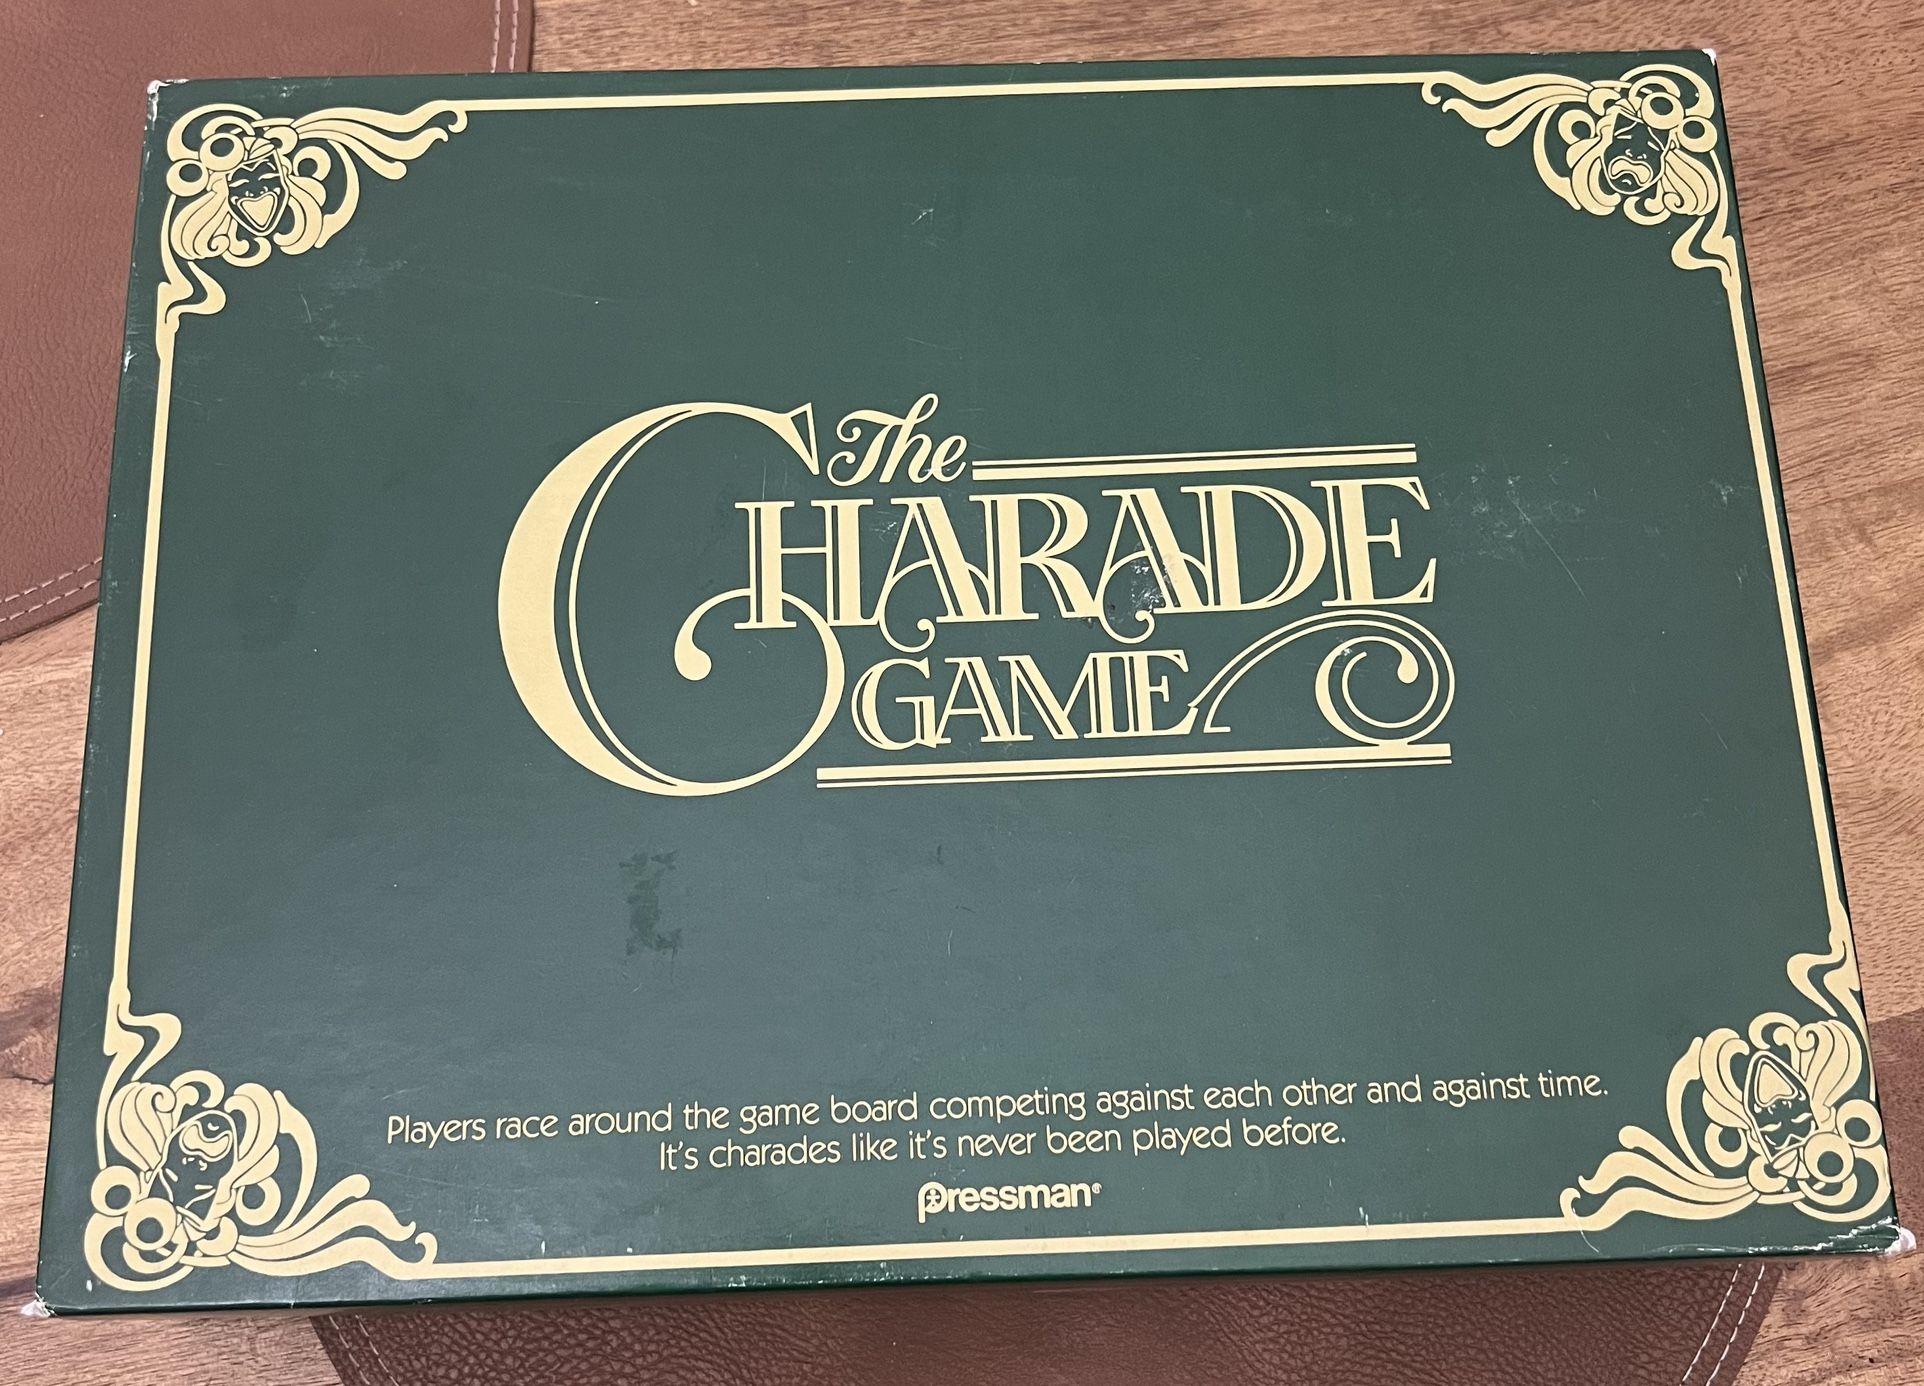 The
CHARADE
GAME
Players race around the game board competing against each other and against time.
It's charades like it's never been played before.
Pressman®